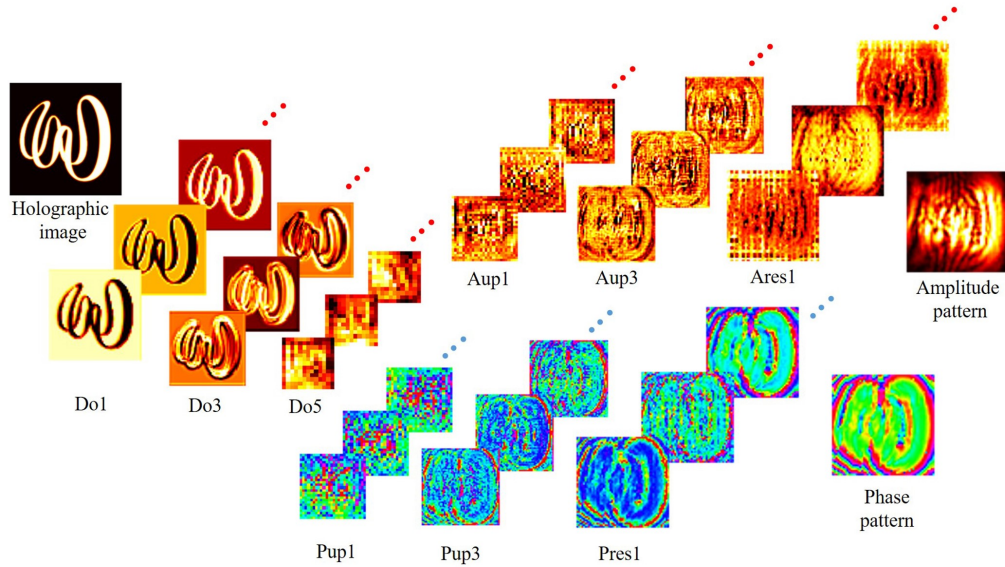 Holographic
image
Do1
Do3
Do5
Aup1
Aup3
Ares1
Amplitude
pattern
Pup1
Pup3
Pres1
Phase
pattern